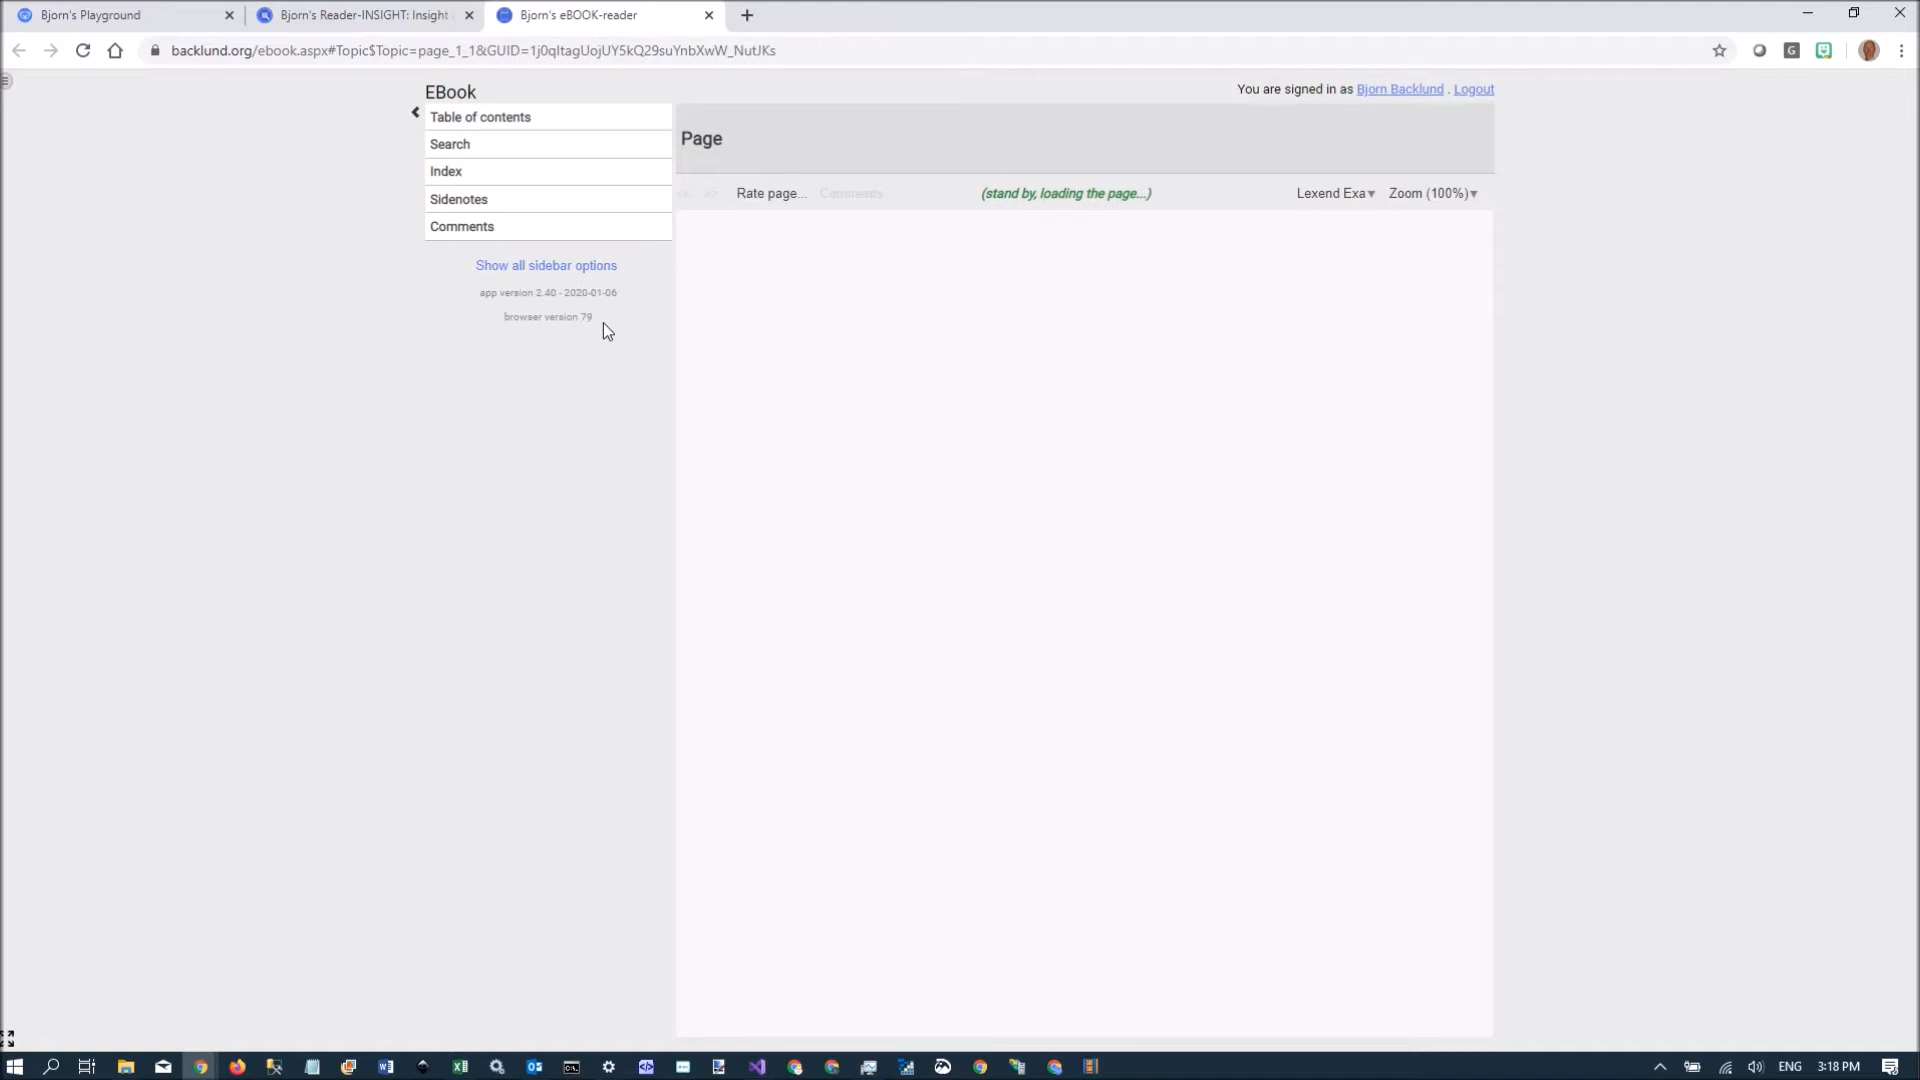 Bjorn's Playground
Bjorn's Reader-INSIGHT: Insight
Bjorn's eBOOK-reader
backlund.org/ebook.aspx#Topic$Topic=page_1_1&GUID=1j0qItagUojUY5kQ29suYnbXwW_NutJKs
EBook
You are signed in as Bjorn Backlund . Logout
Table of contents
Search
Index
Sidenotes
Comments
Show all sidebar options
app version 2.40 - 2020-01-06
browser version 79
Page
<< >> Rate page... Comments (stand by, loading the page...) Lexend Exa▾ Zoom (100%)▾
ENG 3:18 PM